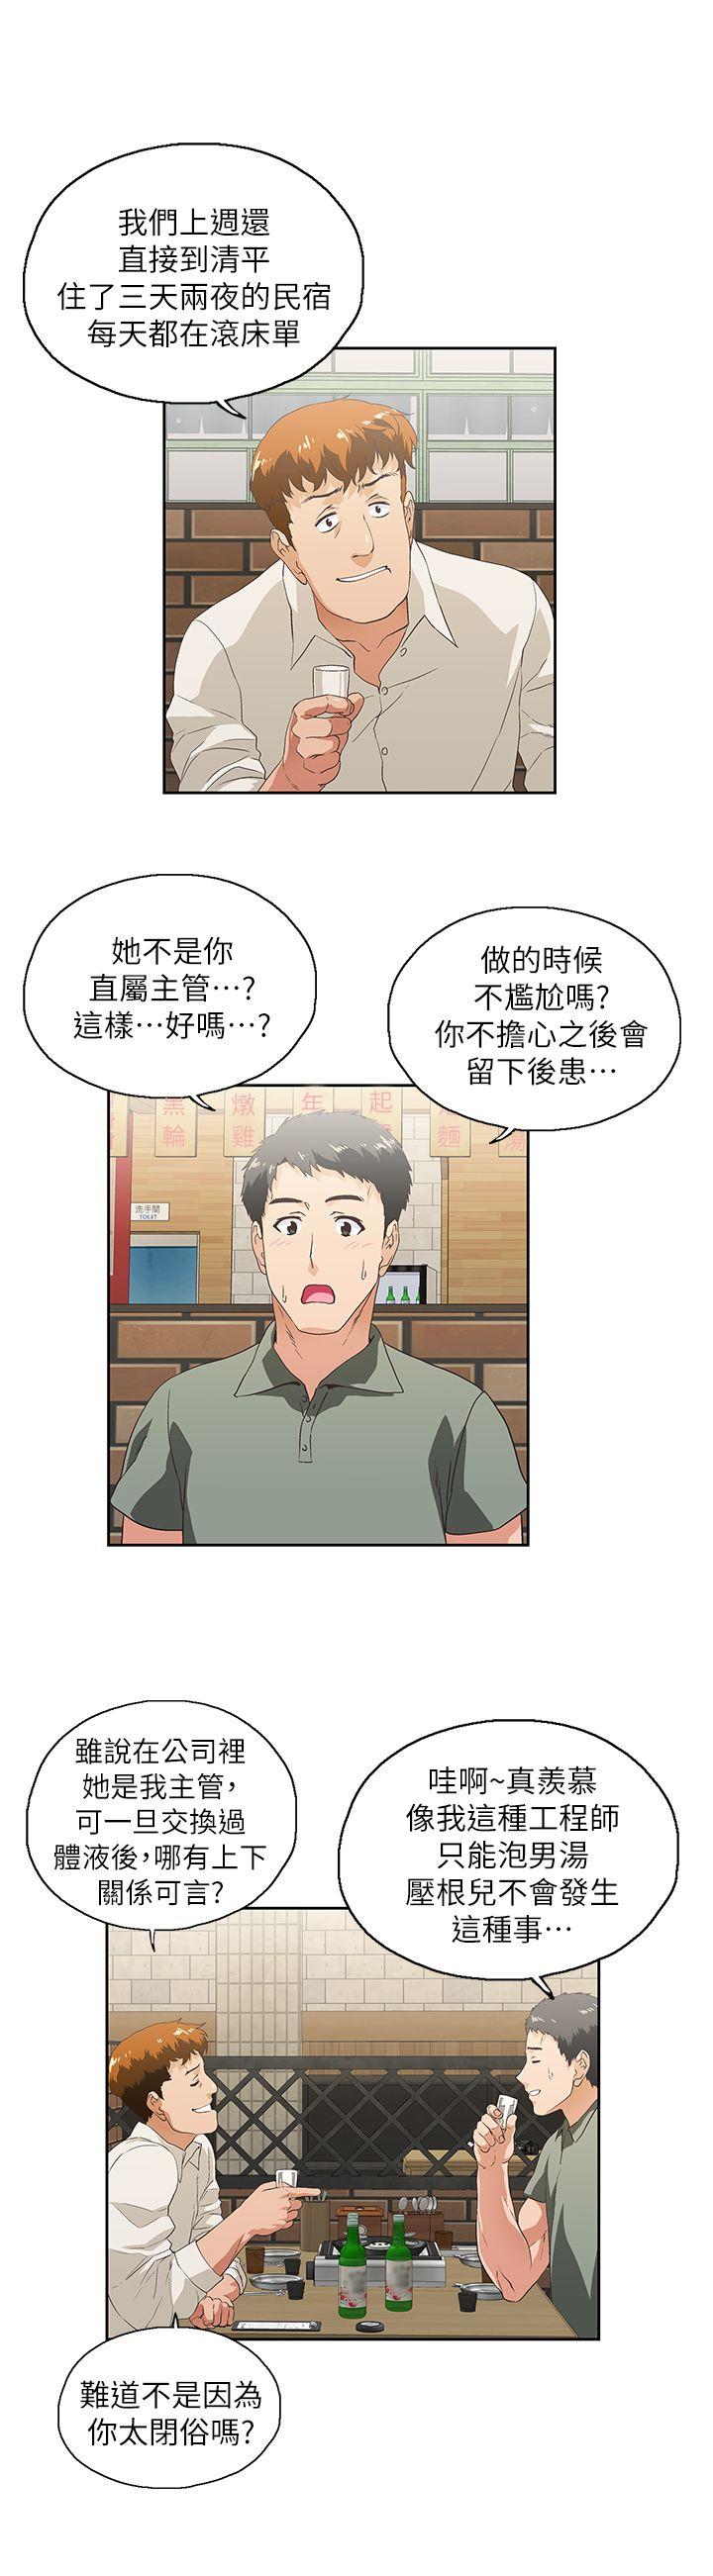 我們上週還
直接到清平
住了三天兩夜的民宿
每天都在滾床單
她不是你
直屬主管…?
這樣…好嗎…?
做的時候
不尷尬嗎?
你不擔心之後會
留下後患…
黑輪
燉雞
年
起
麵
湯
洗手間
TOILET
雖說在公司裡
她是我主管,
可一旦交換過
體液後,哪有上下
關係可言?
哇啊~真羨慕
像我這種工程師
只能泡男湯
壓根兒不會發生
這種事…
難道不是因為
你太閉俗嗎?